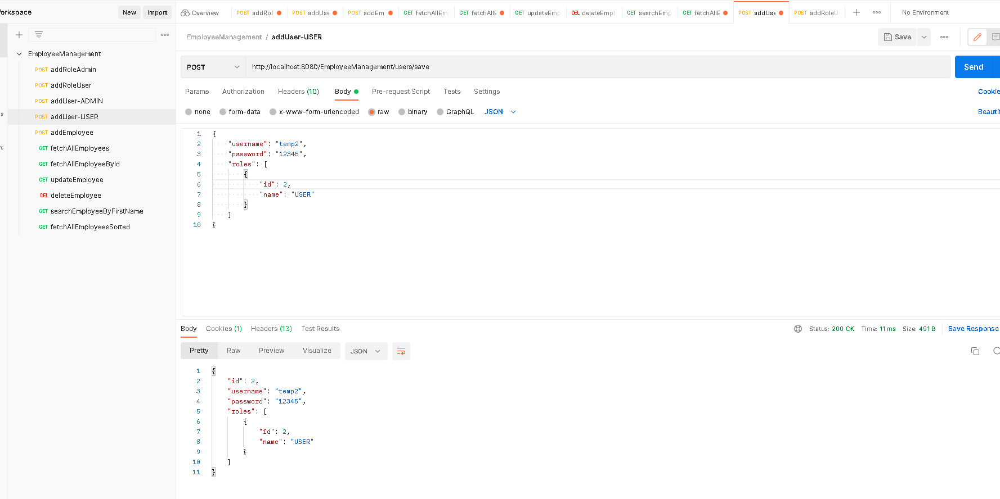 orkspace
New Import
Overview
POST addRol
POST addUse
POST addEm
GET fetchAllEm
GET fetchAllE
GET updateEmp
DEL deleteEmpl
GET searchEmp
GET fetchAllE
POST addUse
POST addRoleU
No Environment
EmployeeManagement / addUser-USER
Save
EmployeeManagement
POST addRoleAdmin
POST addRoleUser
POST addUser-ADMIN
POST addUser-USER
POST addEmployee
GET fetchAllEmployees
GET fetchAllEmployeeById
GET updateEmployee
DEL deleteEmployee
GET searchEmployeeByFirstName
GET fetchAllEmployeesSorted
s
rs
POST http://localhost:8080/EmployeeManagement/users/save Send
Params Authorization Headers (10) Body Pre-request Script Tests Settings Cookie
none form-data x-www-form-urlencoded raw binary GraphQL JSON Beautif
1 {
2 "username": "temp2",
3 "password": "12345",
4 "roles": [
5 {
6 "id": 2,
7 "name": "USER"
8 }
9 ]
10 }
Body Cookies (1) Headers (13) Test Results Status: 200 OK Time: 11 ms Size: 491 B Save Response
Pretty Raw Preview Visualize JSON
1 {
2 "id": 2,
3 "username": "temp2",
4 "password": "12345",
5 "roles": [
6 {
7 "id": 2,
8 "name": "USER"
9 }
10 ]
11 }